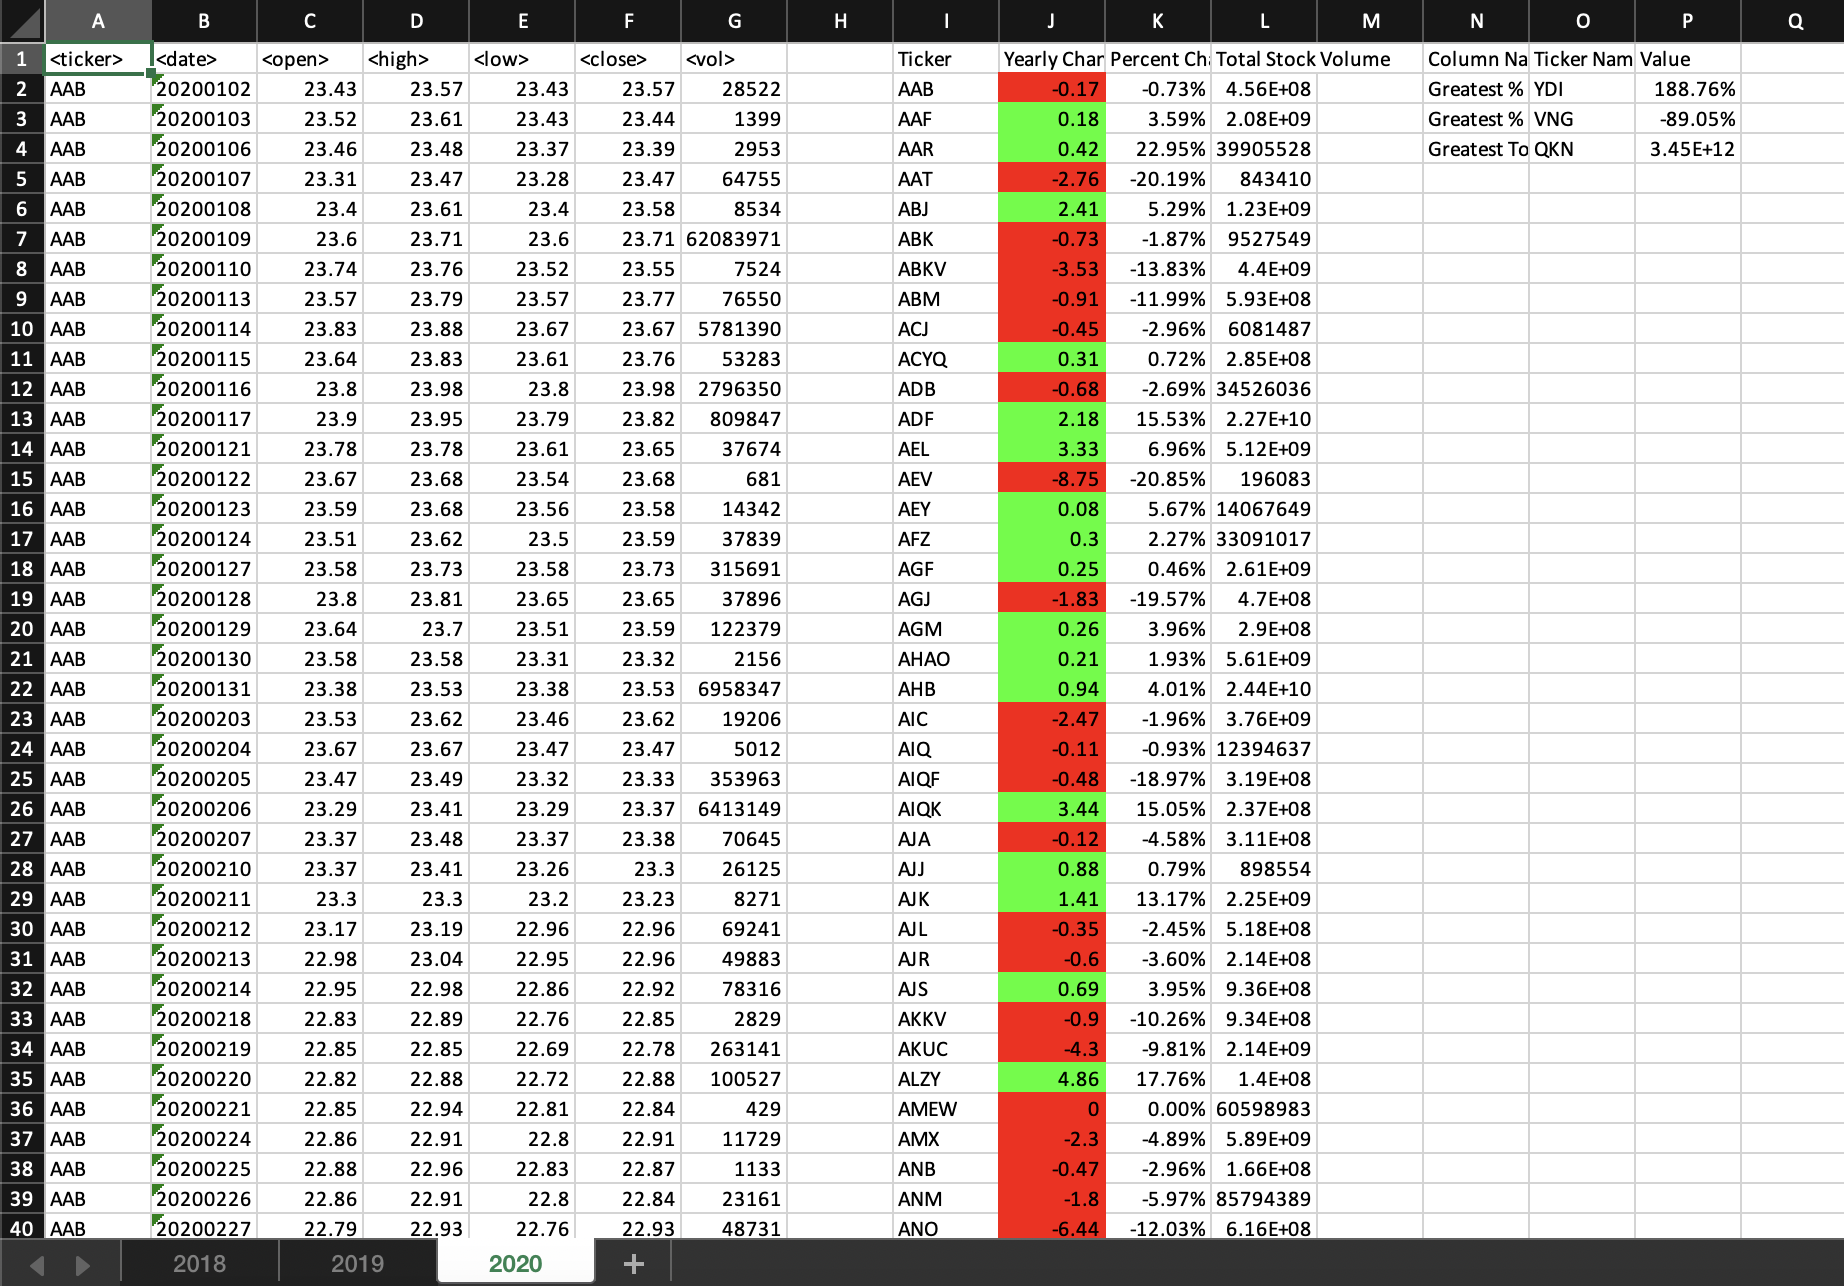 A B C D E F G H I J K L M N O P Q
1 <ticker> <date> <open> <high> <low> <close> <vol> Ticker Yearly Char Percent Ch Total Stock Volume Column Na Ticker Nam Value
2 AAB 20200102 23.43 23.57 23.43 23.57 28522 AAB -0.17 -0.73% 4.56E+08 Greatest % YDI 188.76%
3 AAB 20200103 23.52 23.61 23.43 23.44 1399 AAF 0.18 3.59% 2.08E+09 Greatest % VNG -89.05%
4 AAB 20200106 23.46 23.48 23.37 23.39 2953 AAR 0.42 22.95% 39905528 Greatest To QKN 3.45E+12
5 AAB 20200107 23.31 23.47 23.28 23.47 64755 AAT -2.76 -20.19% 843410
6 AAB 20200108 23.4 23.61 23.4 23.58 8534 ABJ 2.41 5.29% 1.23E+09
7 AAB 20200109 23.6 23.71 23.6 23.71 62083971 ABK -0.73 -1.87% 9527549
8 AAB 20200110 23.74 23.76 23.52 23.55 7524 ABKV -3.53 -13.83% 4.4E+09
9 AAB 20200113 23.57 23.79 23.57 23.77 76550 ABM -0.91 -11.99% 5.93E+08
10 AAB 20200114 23.83 23.88 23.67 23.67 5781390 ACJ -0.45 -2.96% 6081487
11 AAB 20200115 23.64 23.83 23.61 23.76 53283 ACYQ 0.31 0.72% 2.85E+08
12 AAB 20200116 23.8 23.98 23.8 23.98 2796350 ADB -0.68 -2.69% 34526036
13 AAB 20200117 23.9 23.95 23.79 23.82 809847 ADF 2.18 15.53% 2.27E+10
14 AAB 20200121 23.78 23.78 23.61 23.65 37674 AEL 3.33 6.96% 5.12E+09
15 AAB 20200122 23.67 23.68 23.54 23.68 681 AEV -8.75 -20.85% 196083
16 AAB 20200123 23.59 23.68 23.56 23.58 14342 AEY 0.08 5.67% 14067649
17 AAB 20200124 23.51 23.62 23.5 23.59 37839 AFZ 0.3 2.27% 33091017
18 AAB 20200127 23.58 23.73 23.58 23.73 315691 AGF 0.25 0.46% 2.61E+09
19 AAB 20200128 23.8 23.81 23.65 23.65 37896 AGJ -1.83 -19.57% 4.7E+08
20 AAB 20200129 23.64 23.7 23.51 23.59 122379 AGM 0.26 3.96% 2.9E+08
21 AAB 20200130 23.58 23.58 23.31 23.32 2156 AHAO 0.21 1.93% 5.61E+09
22 AAB 20200131 23.38 23.53 23.38 23.53 6958347 AHB 0.94 4.01% 2.44E+10
23 AAB 20200203 23.53 23.62 23.46 23.62 19206 AIC -2.47 -1.96% 3.76E+09
24 AAB 20200204 23.67 23.67 23.47 23.47 5012 AIQ -0.11 -0.93% 12394637
25 AAB 20200205 23.47 23.49 23.32 23.33 353963 AIQF -0.48 -18.97% 3.19E+08
26 AAB 20200206 23.29 23.41 23.29 23.37 6413149 AIQK 3.44 15.05% 2.37E+08
27 AAB 20200207 23.37 23.48 23.37 23.38 70645 AJA -0.12 -4.58% 3.11E+08
28 AAB 20200210 23.37 23.41 23.26 23.3 26125 AJJ 0.88 0.79% 898554
29 AAB 20200211 23.3 23.3 23.2 23.23 8271 AJK 1.41 13.17% 2.25E+09
30 AAB 20200212 23.17 23.19 22.96 22.96 69241 AJL -0.35 -2.45% 5.18E+08
31 AAB 20200213 22.98 23.04 22.95 22.96 49883 AJR -0.6 -3.60% 2.14E+08
32 AAB 20200214 22.95 22.98 22.86 22.92 78316 AJS 0.69 3.95% 9.36E+08
33 AAB 20200218 22.83 22.89 22.76 22.85 2829 AKKV -0.9 -10.26% 9.34E+08
34 AAB 20200219 22.85 22.85 22.69 22.78 263141 AKUC -4.3 -9.81% 2.14E+09
35 AAB 20200220 22.82 22.88 22.72 22.88 100527 ALZY 4.86 17.76% 1.4E+08
36 AAB 20200221 22.85 22.94 22.81 22.84 429 AMEW 0 0.00% 60598983
37 AAB 20200224 22.86 22.91 22.8 22.91 11729 AMX -2.3 -4.89% 5.89E+09
38 AAB 20200225 22.88 22.96 22.83 22.87 1133 ANB -0.47 -2.96% 1.66E+08
39 AAB 20200226 22.86 22.91 22.8 22.84 23161 ANM -1.8 -5.97% 85794389
40 AAB 20200227 22.79 22.93 22.76 22.93 48731 ANO -6.44 -12.03% 6.16E+08
2018 2019 2020 +